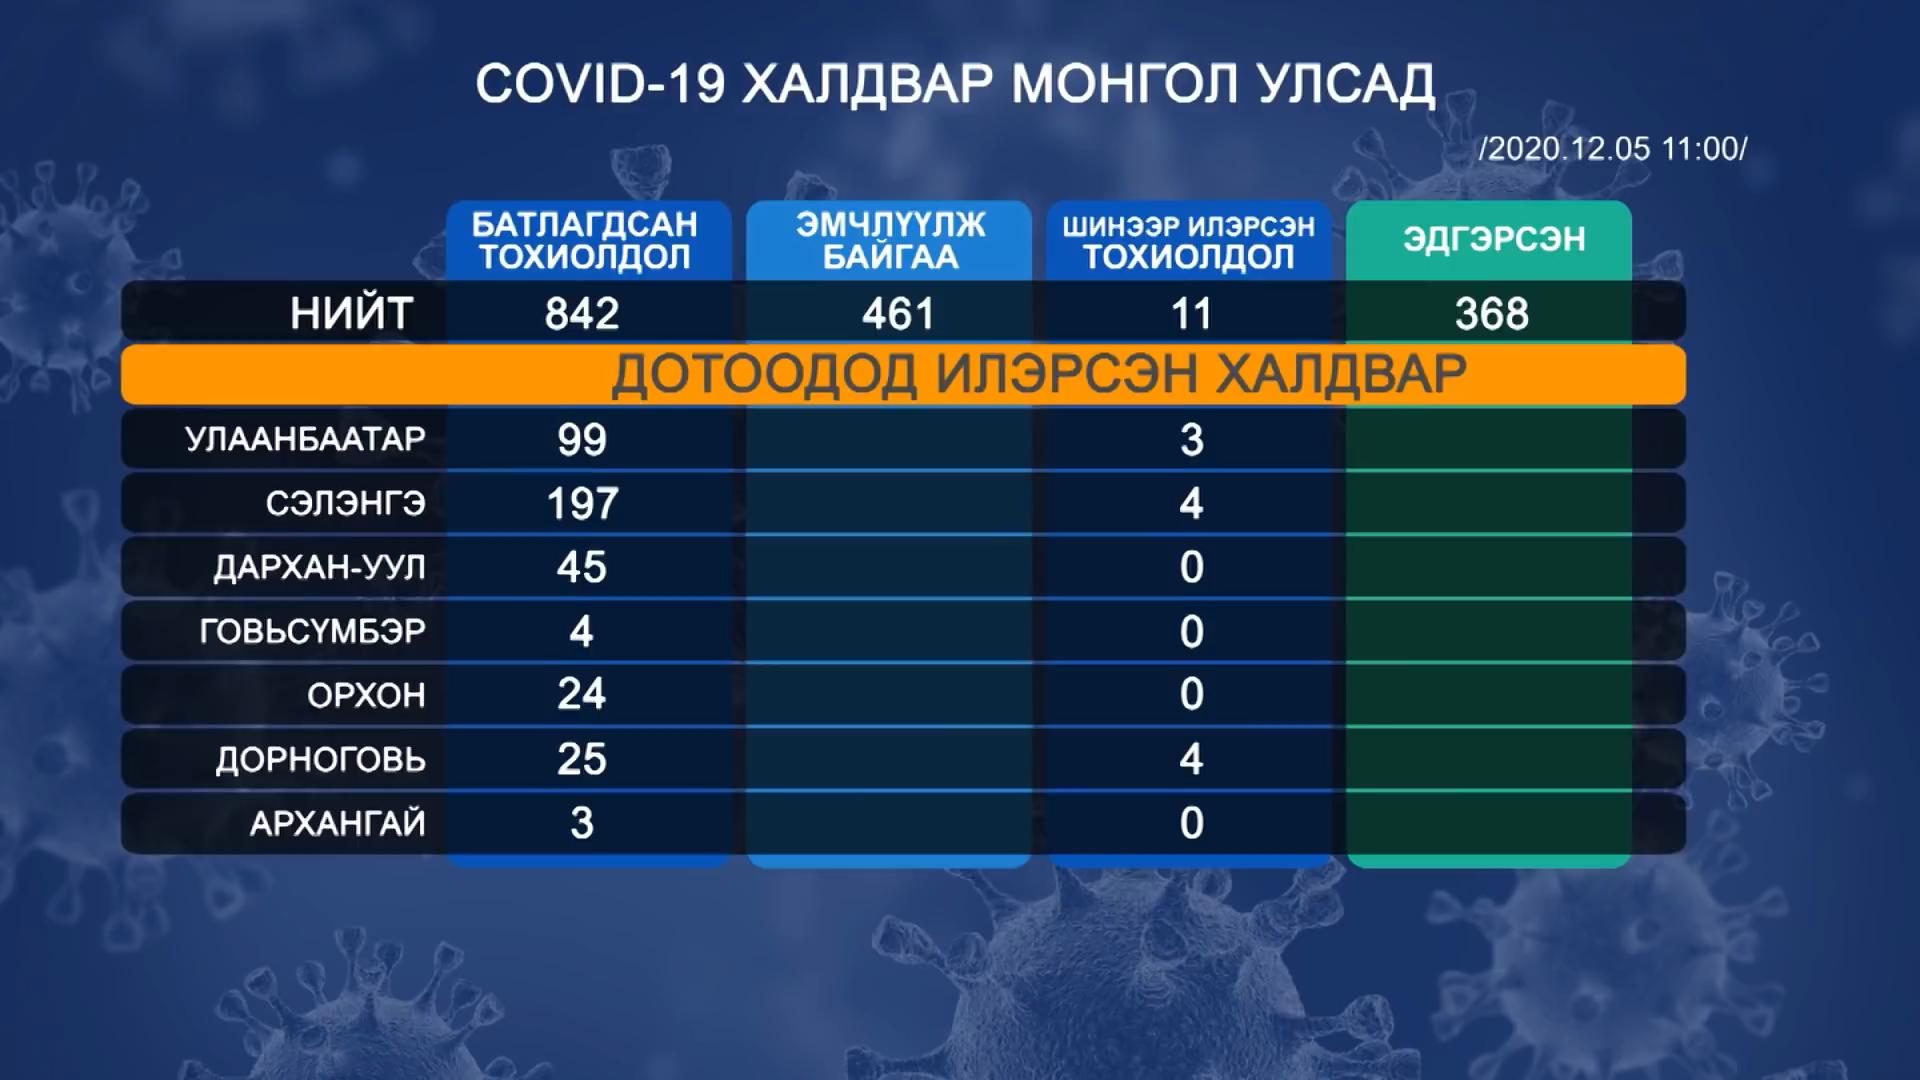 COVID-19 ХАЛДВАР МОНГОЛ УЛСАД
/2020.12.05 11:00/
БАТЛАГДСАН ТОХИОЛДОЛ ЭМЧЛҮҮЛЖ БАЙГАА ШИНЭЭР ИЛЭРСЭН ТОХИОЛДОЛ ЭДГЭРСЭН
НИЙТ 842 461 11 368
ДОТООДОД ИЛЭРСЭН ХАЛДВАР
УЛААНБААТАР 99 3
СЭЛЭНГЭ 197 4
ДАРХАН-УУЛ 45 0
ГОВЬСҮМБЭР 4 0
ОРХОН 24 0
ДОРНОГОВЬ 25 4
АРХАНГАЙ 3 0